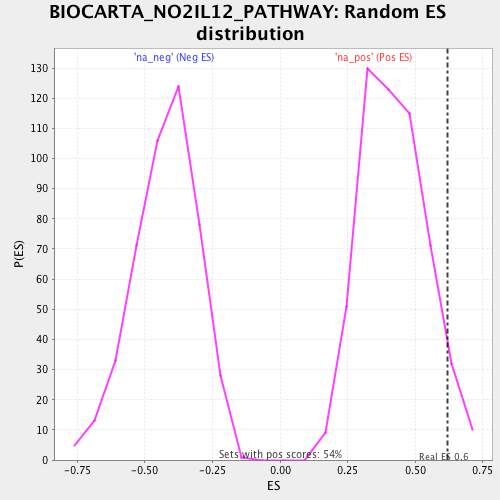 BIOCARTA_NO2IL12_PATHWAY: Random ES
distribution
'na_neg' (Neg ES)
'na_pos' (Pos ES)
130
120
110
100
90
80
70
60
50
40
30
20
10
0
P(ES)
Sets with pos scores: 54%
Real ES 0.6
-0.75
-0.50
-0.25
0.00
0.25
0.50
0.75
ES